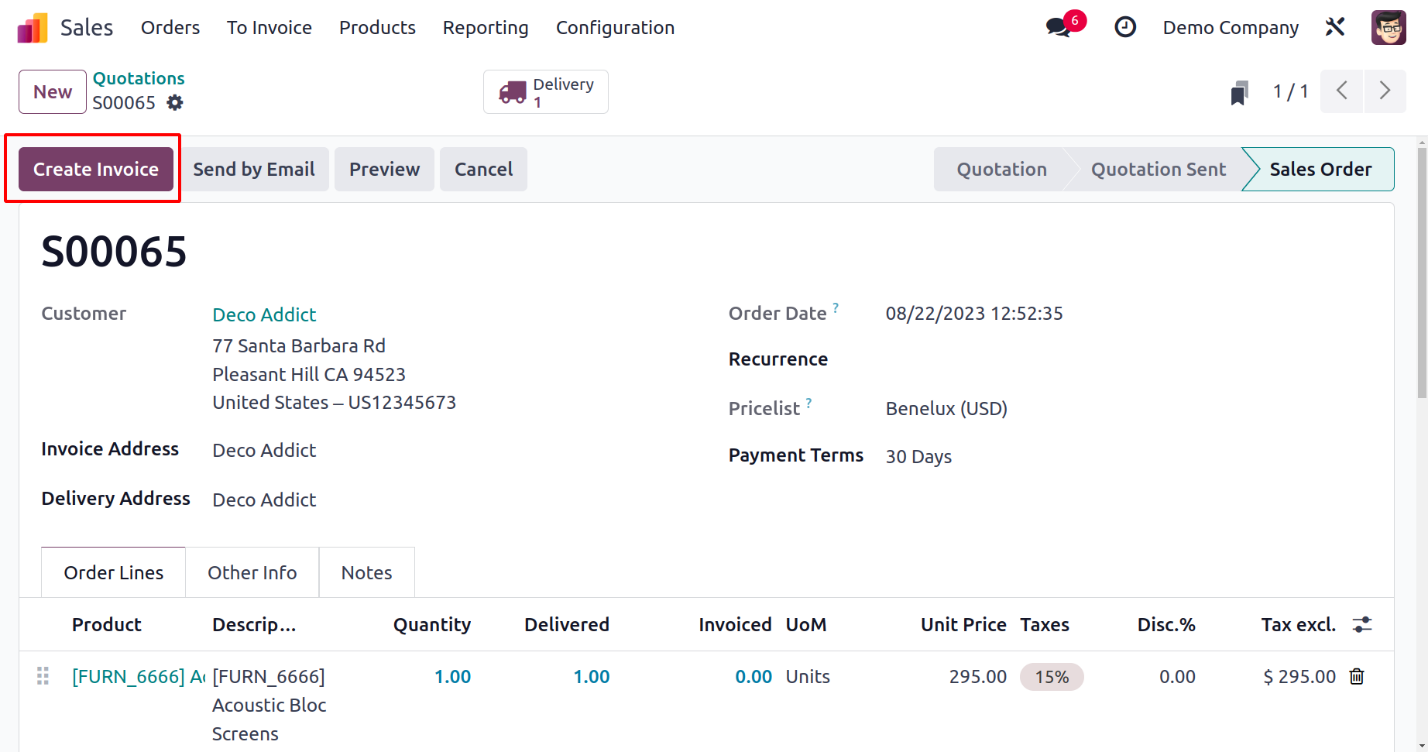 Sales Orders To Invoice Products Reporting Configuration 6 Demo Company
New Quotations Delivery
S00065 1 1 / 1
Create Invoice Send by Email Preview Cancel Quotation Quotation Sent Sales Order
S00065
Customer Deco Addict Order Date ? 08/22/2023 12:52:35
77 Santa Barbara Rd
Pleasant Hill CA 94523 Recurrence
United States – US12345673 Pricelist ? Benelux (USD)
Invoice Address Deco Addict Payment Terms 30 Days
Delivery Address Deco Addict
Order Lines Other Info Notes
Product Descrip... Quantity Delivered Invoiced UoM Unit Price Taxes Disc.% Tax excl.
[FURN_6666] Ac [FURN_6666] 1.00 1.00 0.00 Units 295.00 15% 0.00 $ 295.00
Acoustic Bloc
Screens